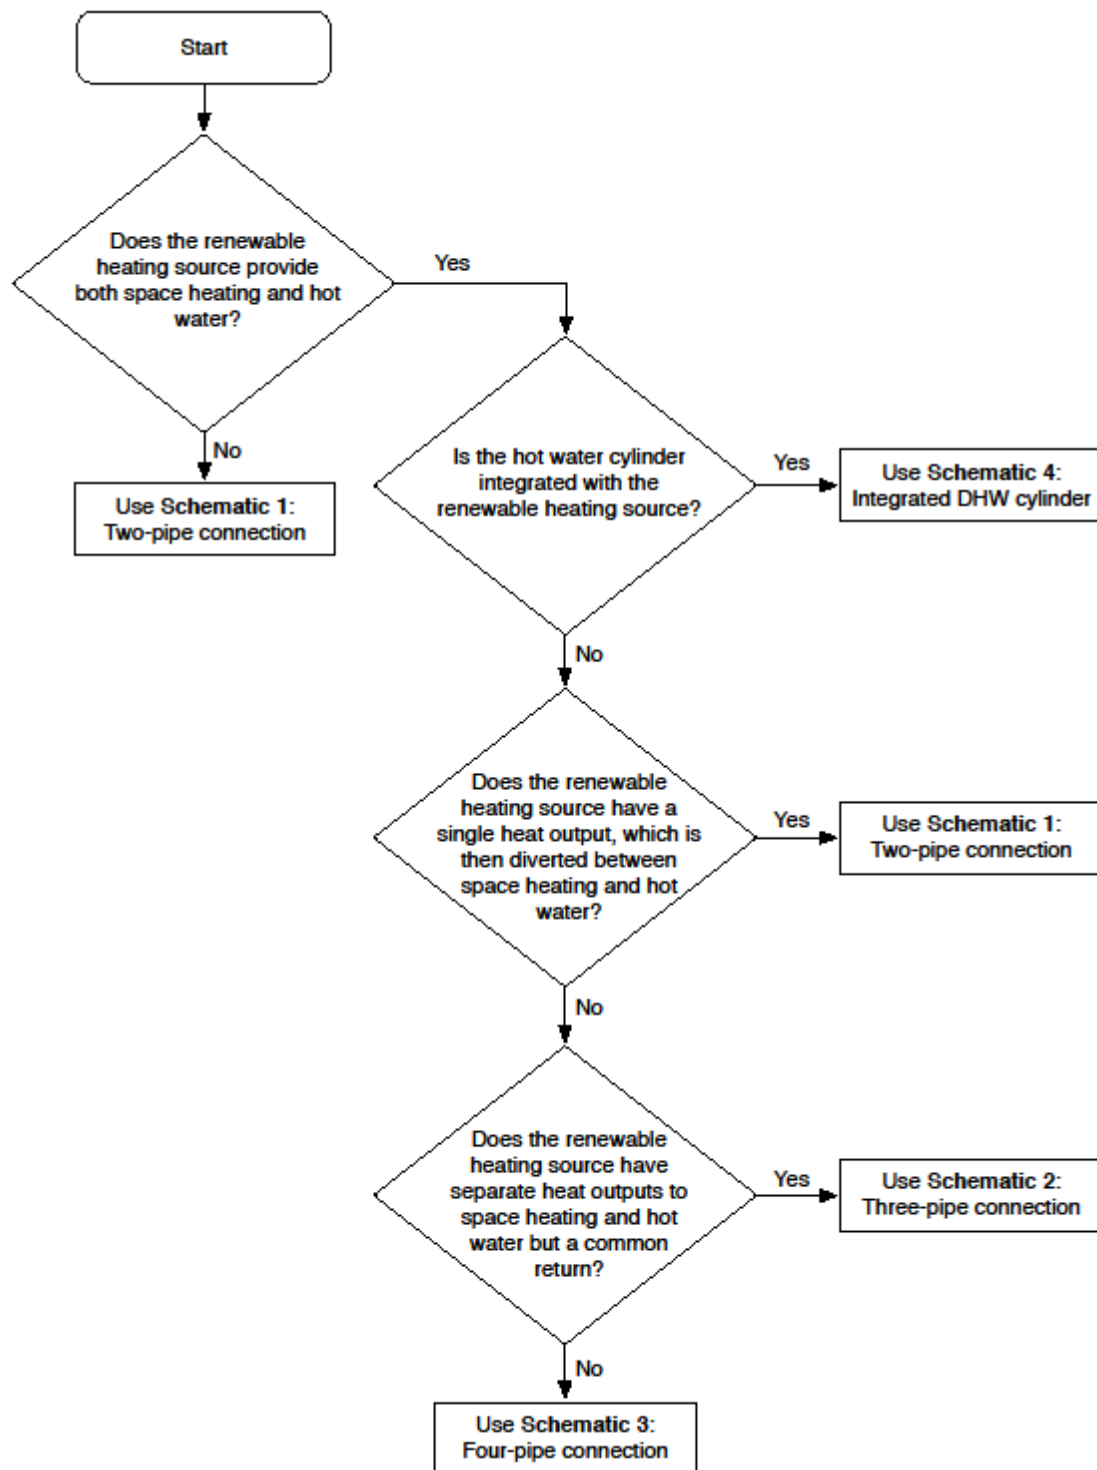 Start
Does the renewable
heating source provide
both space heating and hot
water?
Yes
No
Use Schematic 1:
Two-pipe connection
Is the hot water cylinder
integrated with the
renewable heating source?
Yes
Use Schematic 4:
Integrated DHW cylinder
No
Does the renewable
heating source have a
single heat output, which is
then diverted between
space heating and hot
water?
Yes
Use Schematic 1:
Two-pipe connection
No
Does the renewable
heating source have
separate heat outputs to
space heating and hot
water but a common
return?
Yes
Use Schematic 2:
Three-pipe connection
No
Use Schematic 3:
Four-pipe connection